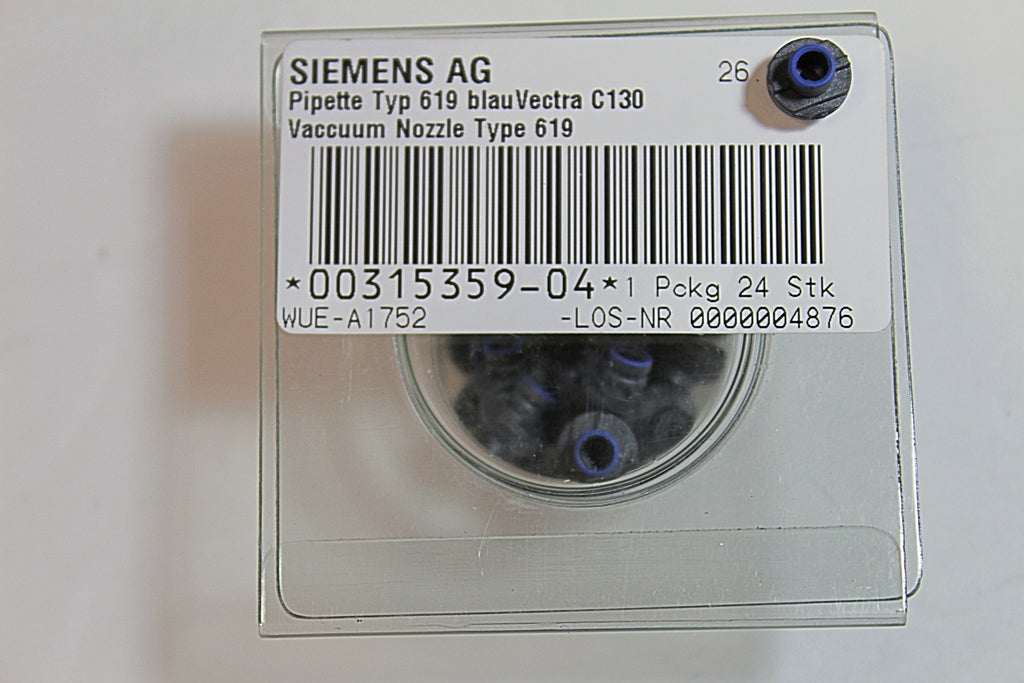 SIEMENS AG
26
Pipette Typ 619 blauVectra C130
Vaccuum Nozzle Type 619
*00315359-04*1 Pckg 24 Stk
WUE-A1752 -LOS-NR 0000004876